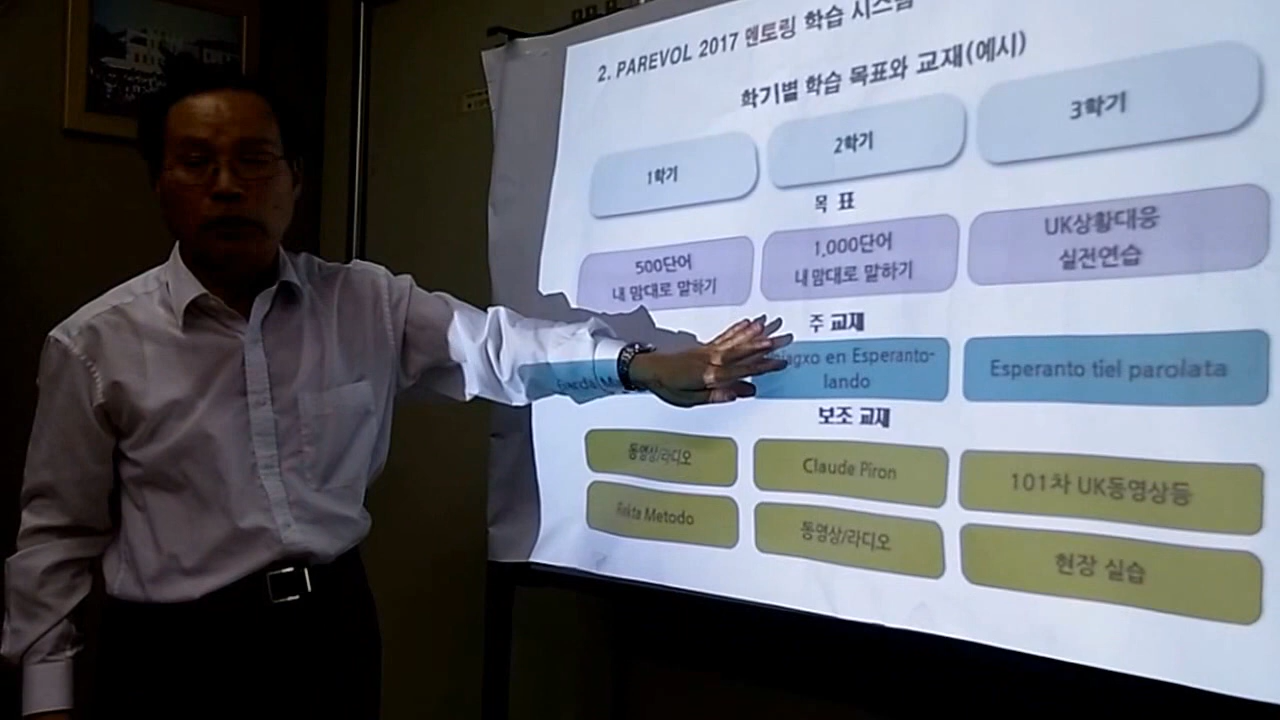 2. PAREVOL 2017 멘토링 학습 시스템
학기별 학습 목표와 교재(예시)
1학기
2학기
3학기
목 표
500단어
내 맘대로 말하기
1,000단어
내 맘대로 말하기
UK상황대응
실전연습
주 교재
Gerda
en Esperanto-
lando
Esperanto tiel parolata
보조 교재
동영상/라디오
Claude Piron
101차 UK동영상등
Rekta Metodo
동영상/라디오
현장 실습